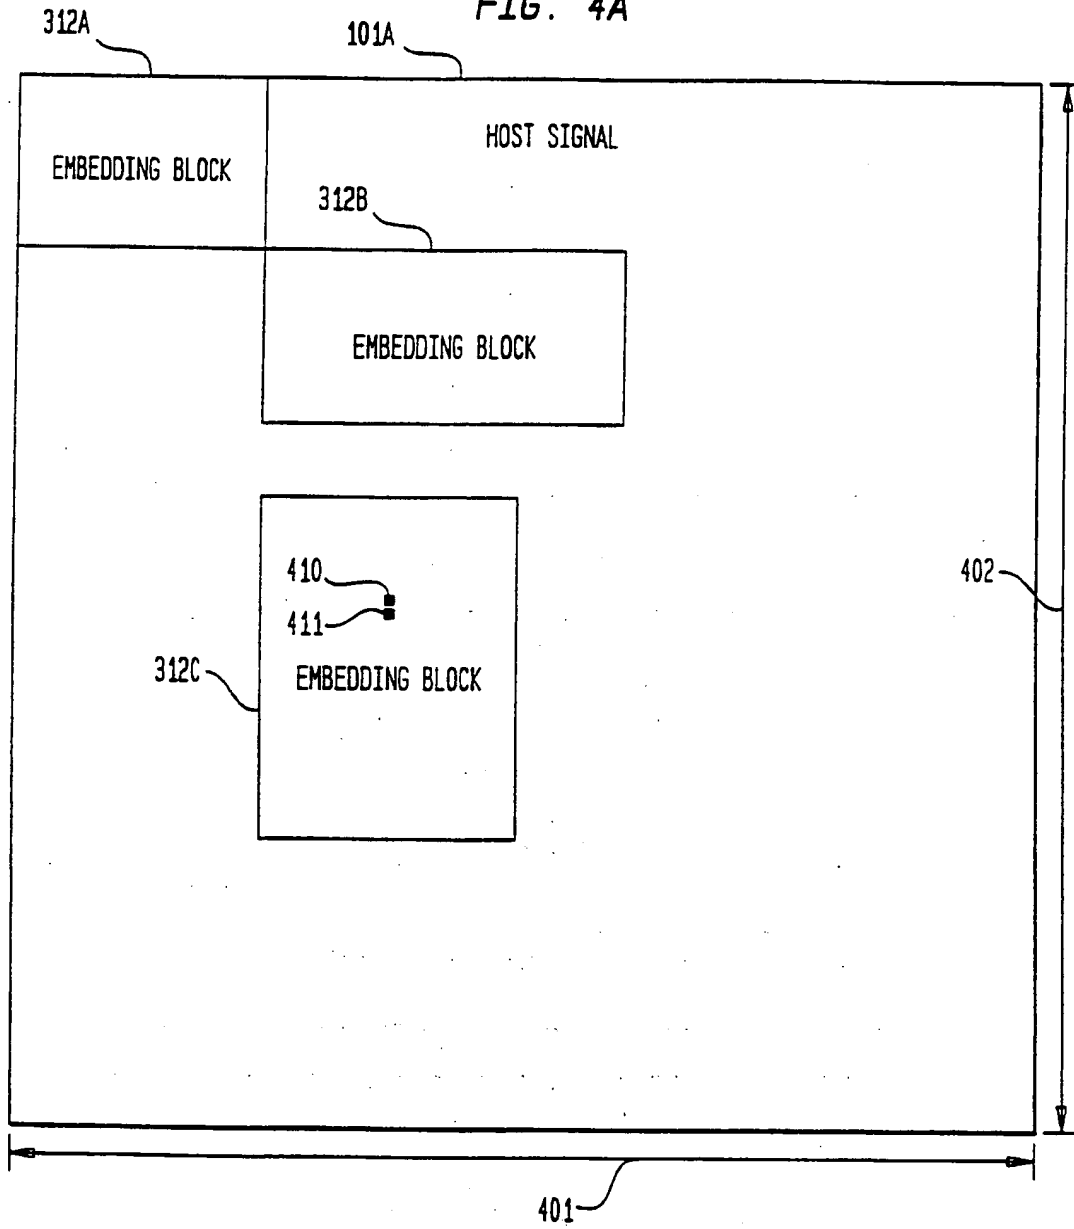 FIG. 4A
312A
101A
HOST SIGNAL
EMBEDDING BLOCK
312B
EMBEDDING BLOCK
410
402
411
312C
EMBEDDING BLOCK
401